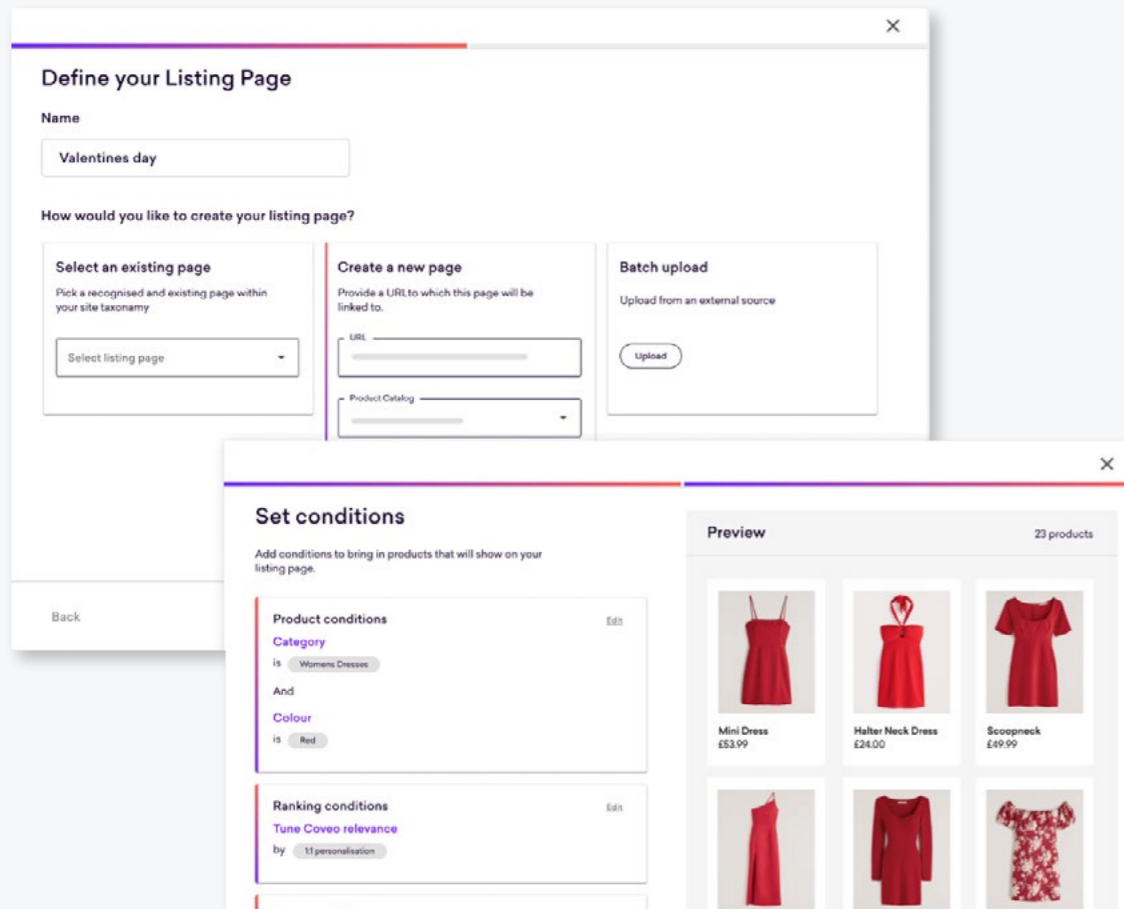 Define your Listing Page
Name
Valentines day
How would you like to create your listing page?
Select an existing page
Pick a recognised and existing page within
your site taxonamy
Select listing page
Create a new page
Provide a URLto which this page will be
linked to.
URL
Product Catalog
Batch upload
Upload from an external source
Upload
Back
Set conditions
Add conditions to bring in products that will show on your
listing page.
Product conditions
Edit
Category
is Womens Dresses
And
Colour
is Red
Ranking conditions
Edit
Tune Coveo relevance
by 1:1 personalisation
Preview
23 products
Mini Dress
£53.99
Halter Neck Dress
£24.00
Scoopneck
£49.99